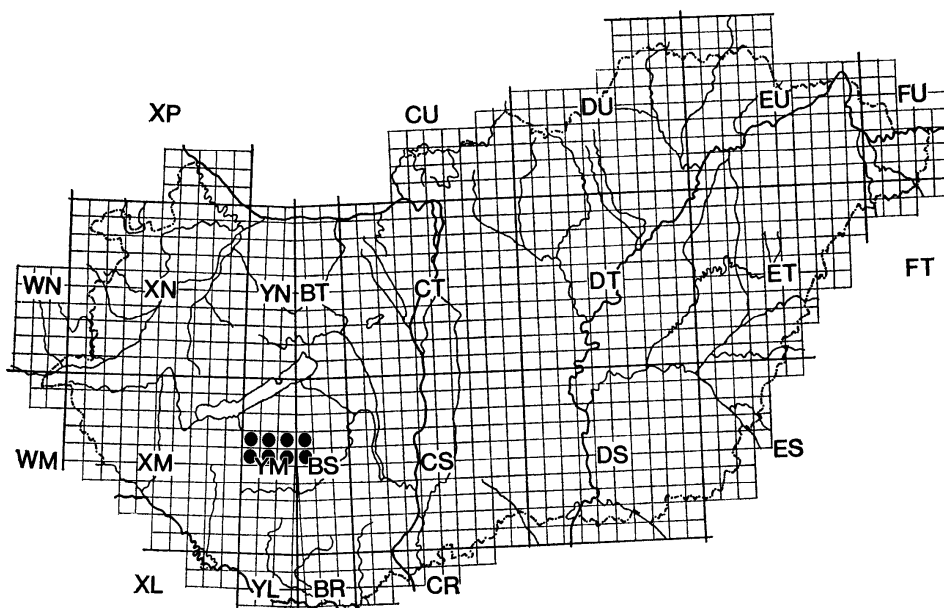 XP CU DU EU FU
WN XN YN BT CT DT ET FT
WM XM YM BS CS DS ES
XL YL BR CR